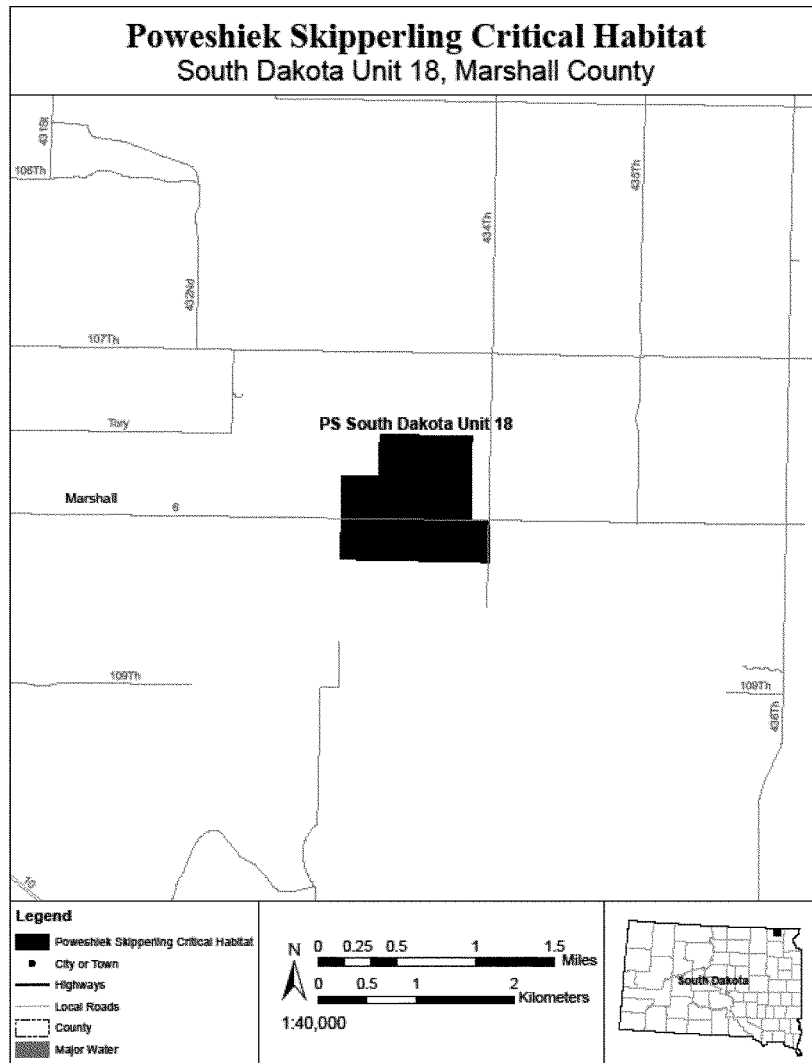 Poweshiek Skipperling Critical Habitat
South Dakota Unit 18, Marshall County
431St
106Th
432Nd
434Th
435Th
107Th
Tory
PS South Dakota Unit 18
Marshall
6
109Th
109Th
436Th
10
Legend
Poweshiek Skipperling Critical Habitat
City or Town
Highways
Local Roads
County
Major Water
N
0 0.25 0.5 1 1.5
Miles
0 0.5 1 2
Kilometers
1:40,000
South Dakota